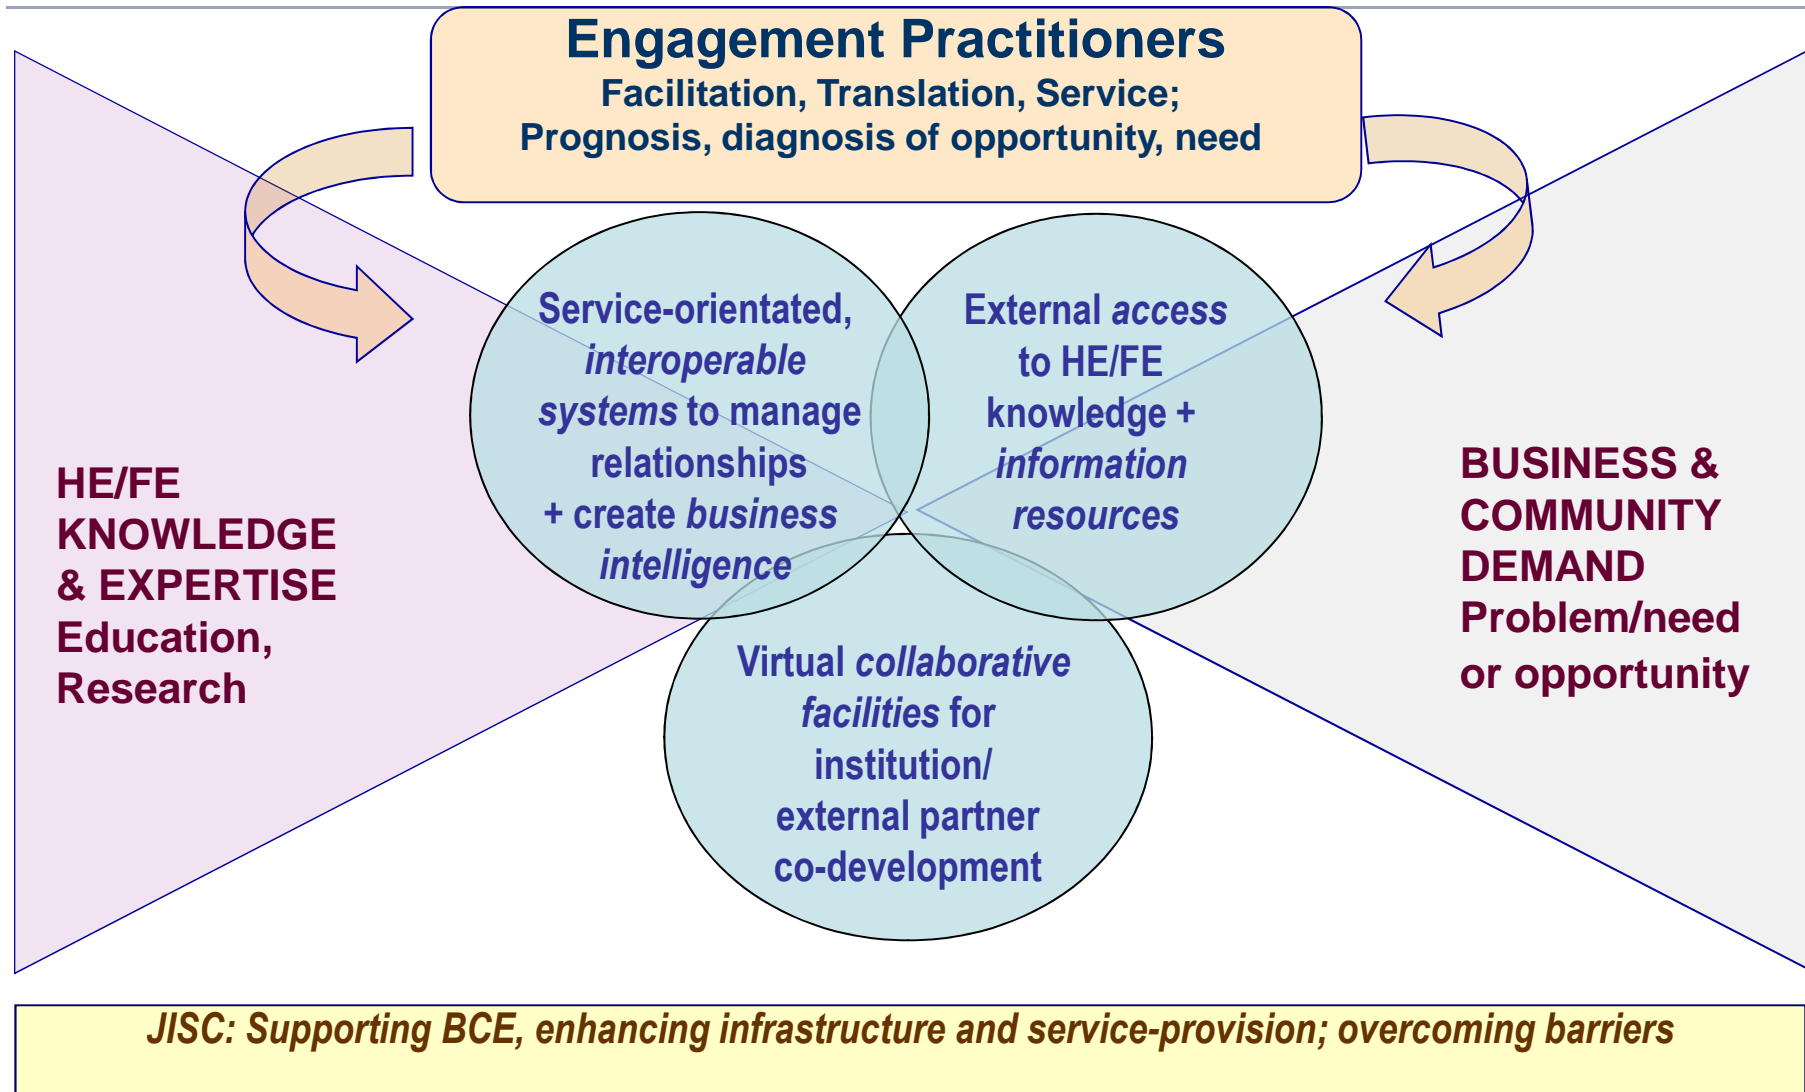 Engagement Practitioners
Facilitation, Translation, Service;
Prognosis, diagnosis of opportunity, need
Service-orientated,
interoperable
systems to manage
relationships
+ create business
intelligence
External access
to HE/FE
knowledge +
information
resources
HE/FE
KNOWLEDGE
& EXPERTISE
Education,
Research
BUSINESS &
COMMUNITY
DEMAND
Problem/need
or opportunity
Virtual collaborative
facilities for
institution/
external partner
co-development
JISC: Supporting BCE, enhancing infrastructure and service-provision; overcoming barriers